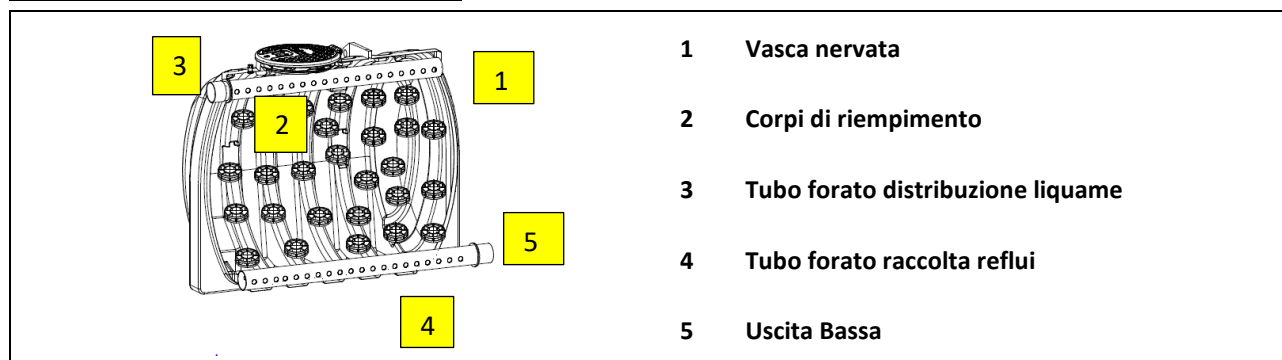 3
1
2
5
4
1 Vasca nervata
2 Corpi di riempimento
3 Tubo forato distribuzione liquame
4 Tubo forato raccolta reflui
5 Uscita Bassa